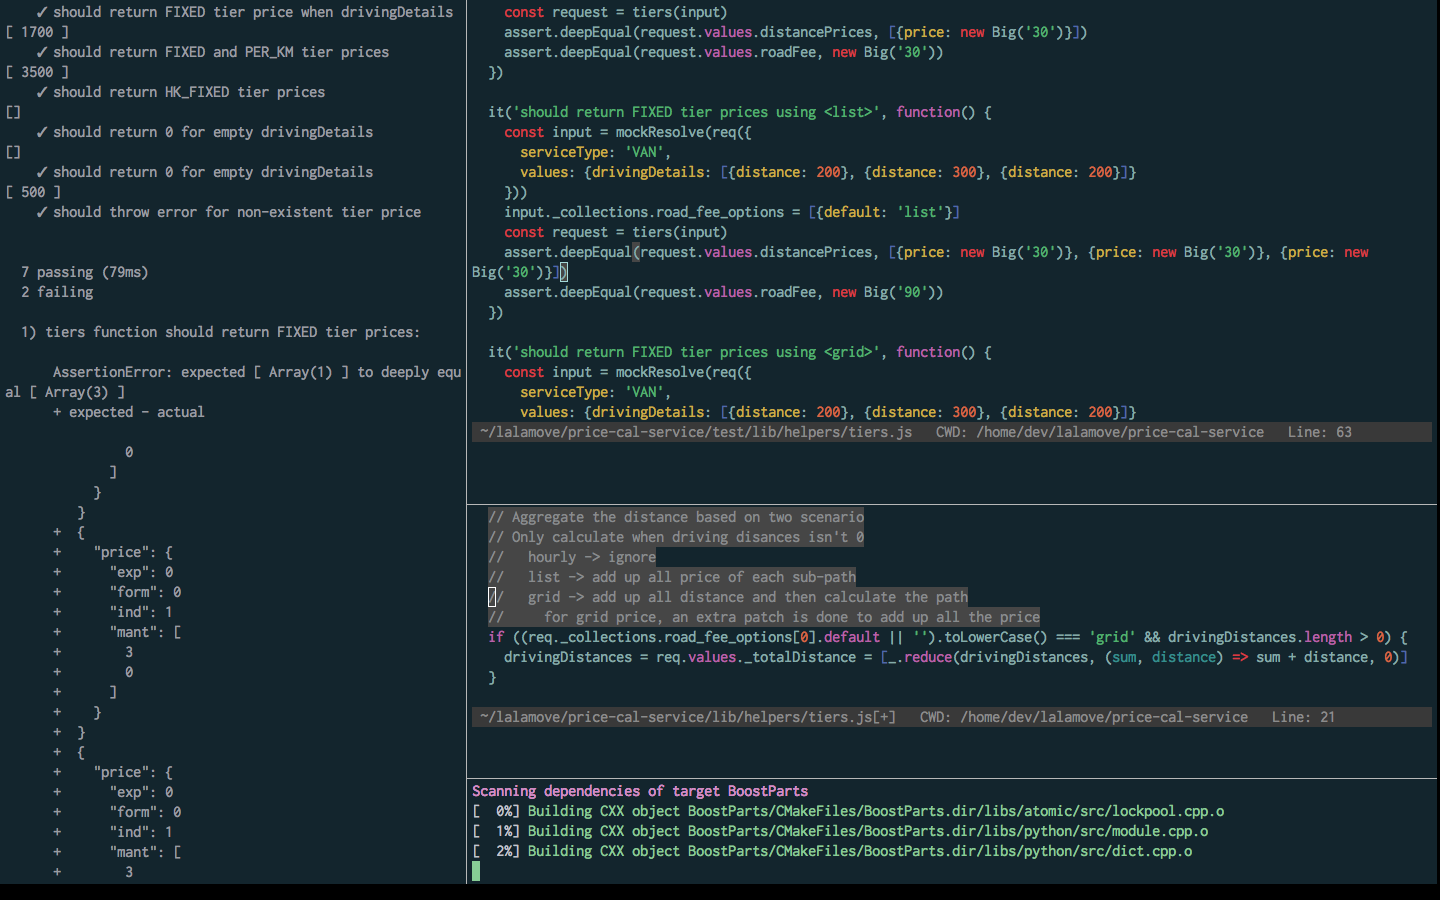 ✓ should return FIXED tier price when drivingDetails
[ 1700 ]
✓ should return FIXED and PER_KM tier prices
[ 3500 ]
✓ should return HK_FIXED tier prices
[]
✓ should return 0 for empty drivingDetails
[]
✓ should return 0 for empty drivingDetails
[ 500 ]
✓ should throw error for non-existent tier price
7 passing (79ms)
2 failing
1) tiers function should return FIXED tier prices:
AssertionError: expected [ Array(1) ] to deeply equ
al [ Array(3) ]
+ expected - actual
0
]
}
}
+ {
+ "price": {
+ "exp": 0
+ "form": 0
+ "ind": 1
+ "mant": [
+ 3
+ 0
+ ]
+ }
+ }
+ {
+ "price": {
+ "exp": 0
+ "form": 0
+ "ind": 1
+ "mant": [
+ 3
const request = tiers(input)
assert.deepEqual(request.values.distancePrices, [{price: new Big('30')}])
assert.deepEqual(request.values.roadFee, new Big('30'))
})
it('should return FIXED tier prices using <list>', function() {
const input = mockResolve(req({
serviceType: 'VAN',
values: {drivingDetails: [{distance: 200}, {distance: 300}, {distance: 200}]}
}))
input._collections.road_fee_options = [{default: 'list'}]
const request = tiers(input)
assert.deepEqual(request.values.distancePrices, [{price: new Big('30')}, {price: new Big('30')}, {price: new
Big('30')}])
assert.deepEqual(request.values.roadFee, new Big('90'))
})
it('should return FIXED tier prices using <grid>', function() {
const input = mockResolve(req({
serviceType: 'VAN',
values: {drivingDetails: [{distance: 200}, {distance: 300}, {distance: 200}]}
~/lalamove/price-cal-service/test/lib/helpers/tiers.js CWD: /home/dev/lalamove/price-cal-service Line: 63
// Aggregate the distance based on two scenario
// Only calculate when driving disances isn't 0
// hourly -> ignore
// list -> add up all price of each sub-path
// grid -> add up all distance and then calculate the path
// for grid price, an extra patch is done to add up all the price
if ((req._collections.road_fee_options[0].default || '').toLowerCase() === 'grid' && drivingDistances.length > 0) {
drivingDistances = req.values._totalDistance = [_.reduce(drivingDistances, (sum, distance) => sum + distance, 0)]
}
~/lalamove/price-cal-service/lib/helpers/tiers.js[+] CWD: /home/dev/lalamove/price-cal-service Line: 21
Scanning dependencies of target BoostParts
[ 0%] Building CXX object BoostParts/CMakeFiles/BoostParts.dir/libs/atomic/src/lockpool.cpp.o
[ 1%] Building CXX object BoostParts/CMakeFiles/BoostParts.dir/libs/python/src/module.cpp.o
[ 2%] Building CXX object BoostParts/CMakeFiles/BoostParts.dir/libs/python/src/dict.cpp.o